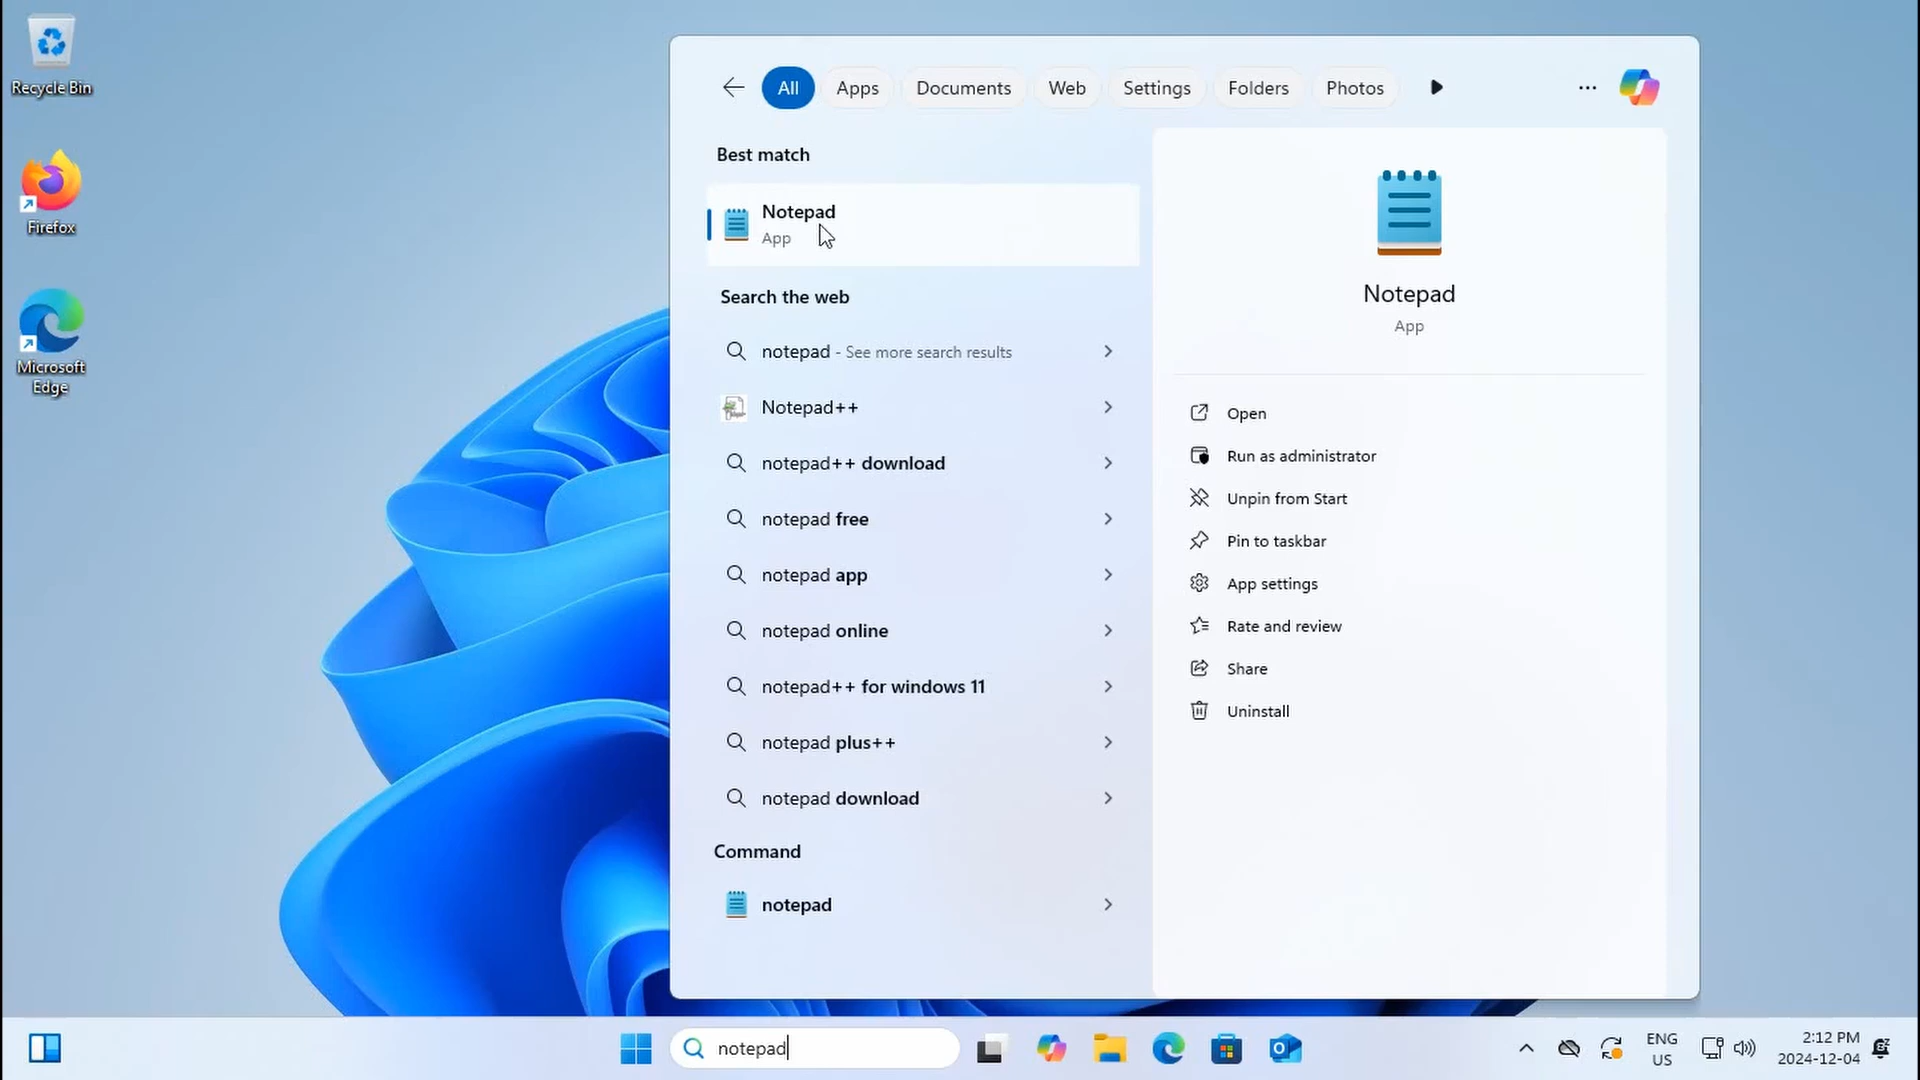 Recycle Bin
Firefox
Microsoft
Edge
All
Apps
Documents
Web
Settings
Folders
Photos
Best match
Notepad
App
Search the web
notepad - See more search results
Notepad++
notepad++ download
notepad free
notepad app
notepad online
notepad++ for windows 11
notepad plus++
notepad download
Command
notepad
Notepad
App
Open
Run as administrator
Unpin from Start
Pin to taskbar
App settings
Rate and review
Share
Uninstall
notepad
ENG
US
2:12 PM
2024-12-04